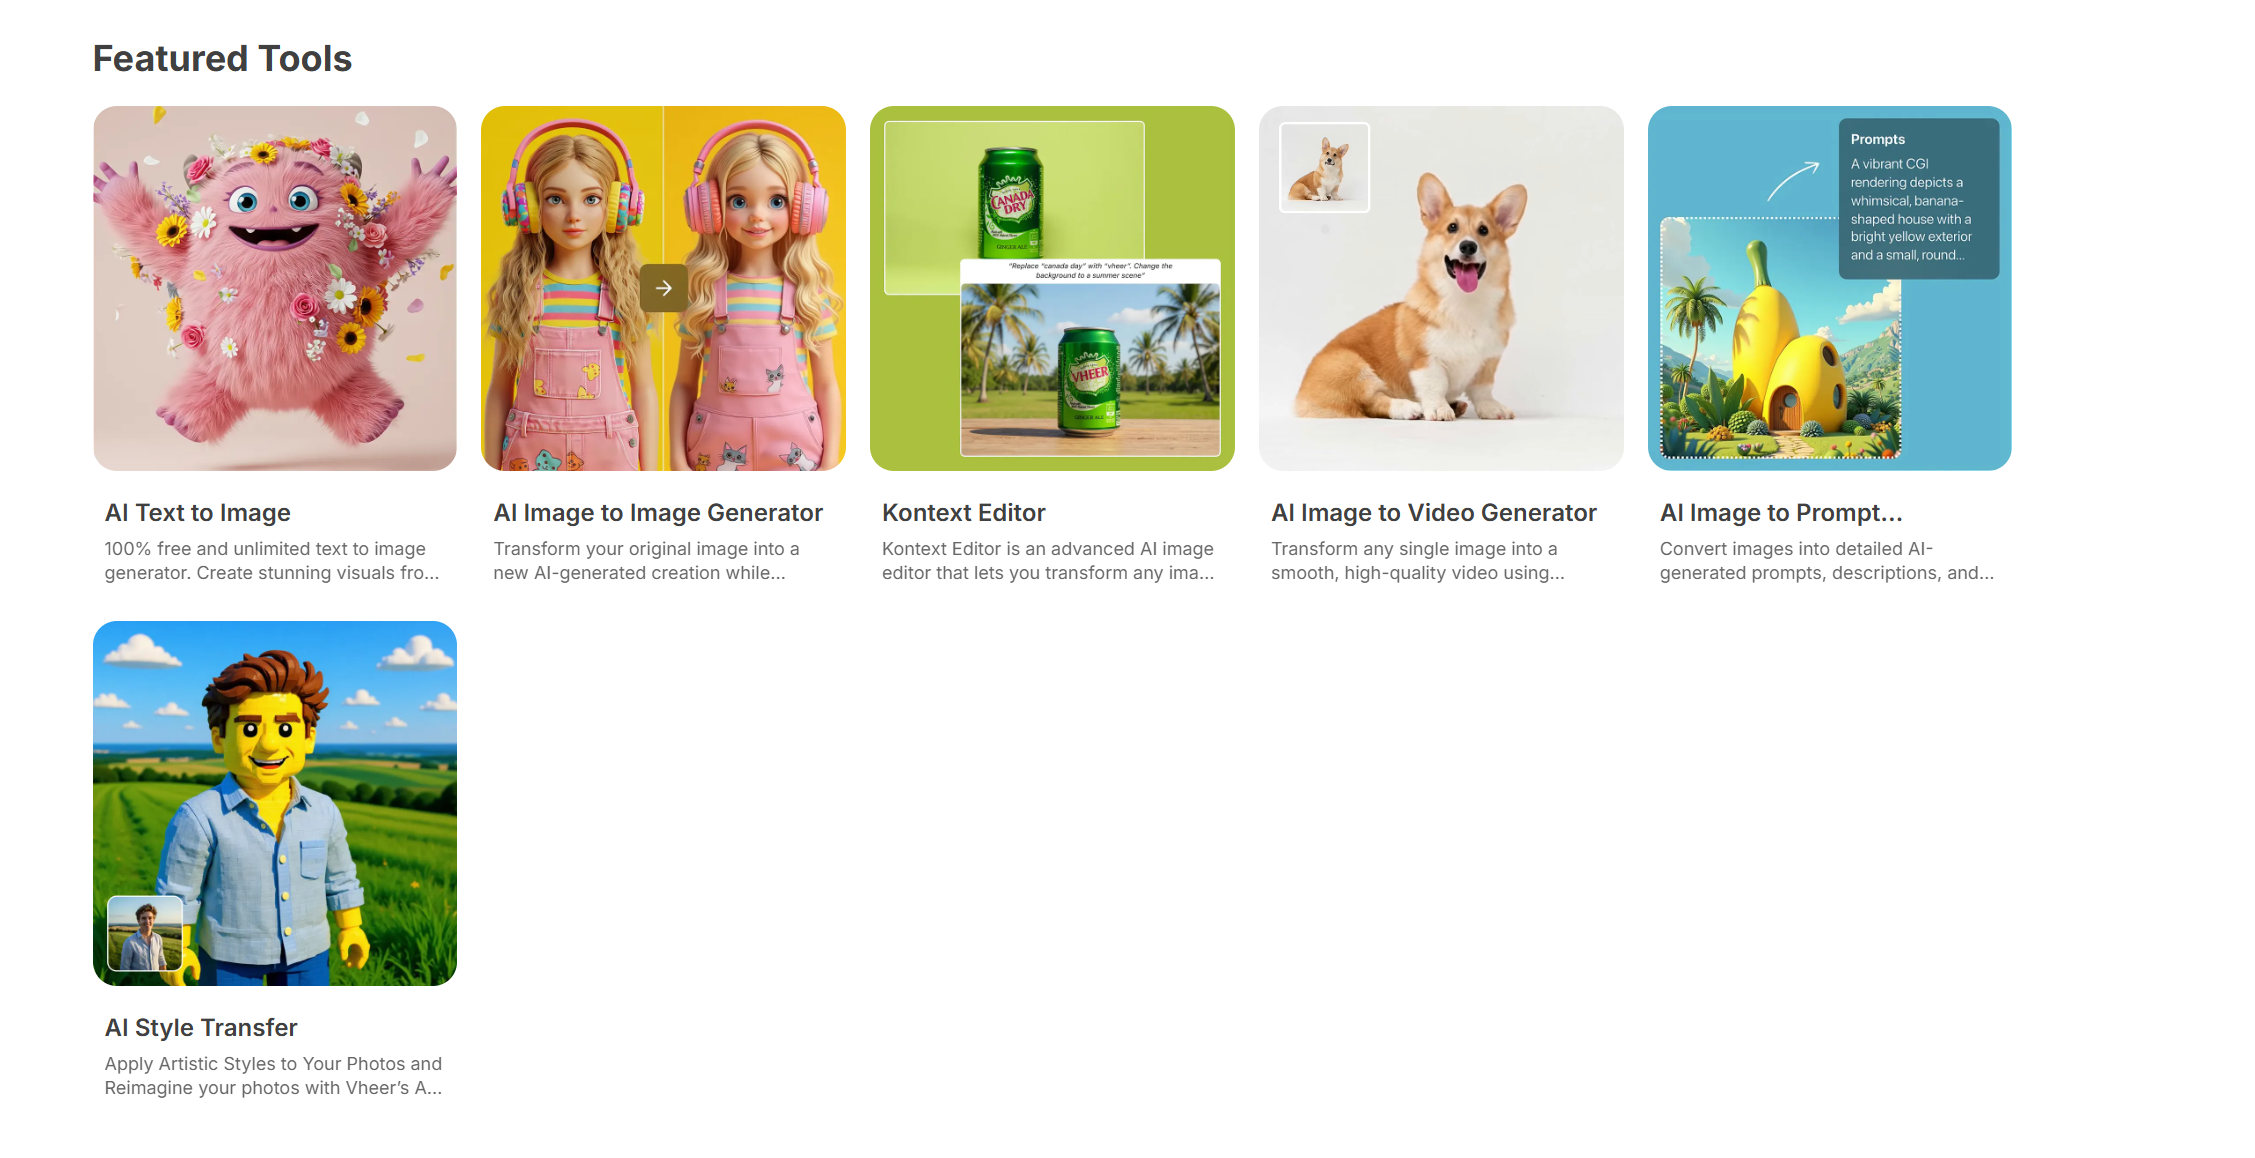 Featured Tools
Prompts
A vibrant CGI
rendering depicts a
whimsical, banana-
shaped house with a
bright yellow exterior
and a small, round...
CANADA
DRY
GINGER ALE
"Replace "canada day" with "vheer". Change the
background to a summer scene"
VHEER
GINGER ALE
AI Text to Image
100% free and unlimited text to image
generator. Create stunning visuals fro...
AI Image to Image Generator
Transform your original image into a
new AI-generated creation while...
Kontext Editor
Kontext Editor is an advanced AI image
editor that lets you transform any ima...
AI Image to Video Generator
Transform any single image into a
smooth, high-quality video using...
AI Image to Prompt...
Convert images into detailed AI-
generated prompts, descriptions, and...
AI Style Transfer
Apply Artistic Styles to Your Photos and
Reimagine your photos with Vheer’s A...